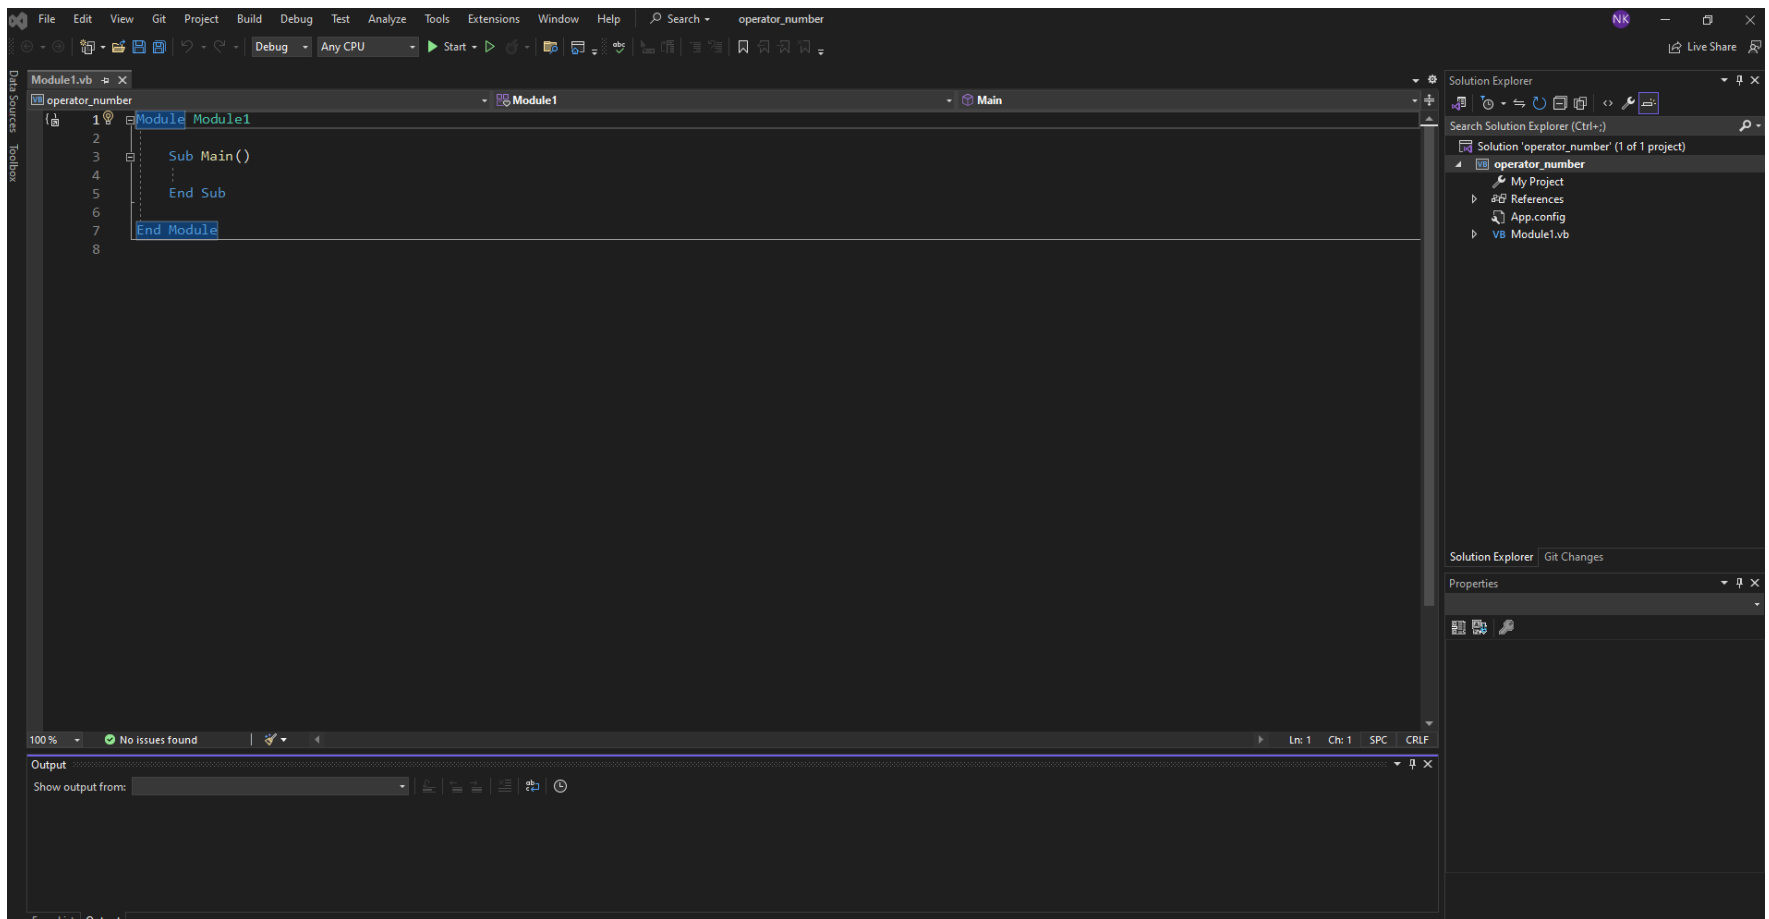 File Edit View Git Project Build Debug Test Analyze Tools Extensions Window Help Search operator_number NK
Debug Any CPU Start abc Live Share
Data Sources
Toolbox
Module1.vb
operator_number Module1 Main
1 Module Module1
2
3 Sub Main()
4
5 End Sub
6
7 End Module
8
100 % No issues found Ln: 1 Ch: 1 SPC CRLF
Output
Show output from:
Solution Explorer
Search Solution Explorer (Ctrl+;)
Solution 'operator_number' (1 of 1 project)
VB operator_number
My Project
References
App.config
VB Module1.vb
Solution Explorer Git Changes
Properties